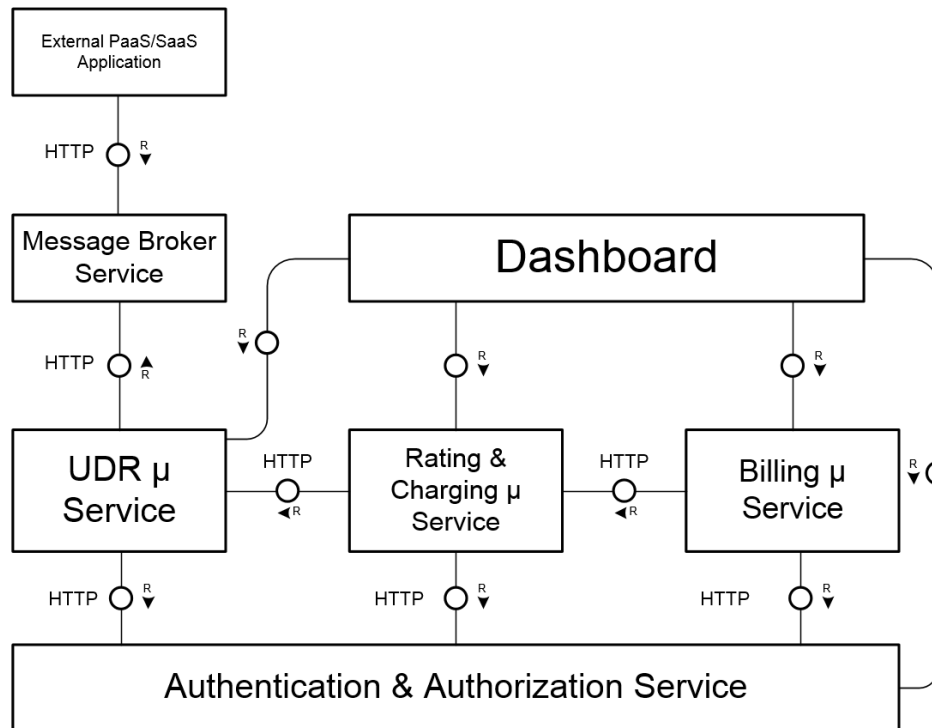 External PaaS/SaaS
Application
HTTP
R
Message Broker
Service
Dashboard
HTTP
R
R
R
R
UDR μ
Service
HTTP
R
Rating &
Charging μ
Service
HTTP
R
Billing μ
Service
R
HTTP
R
HTTP
R
HTTP
R
Authentication & Authorization Service